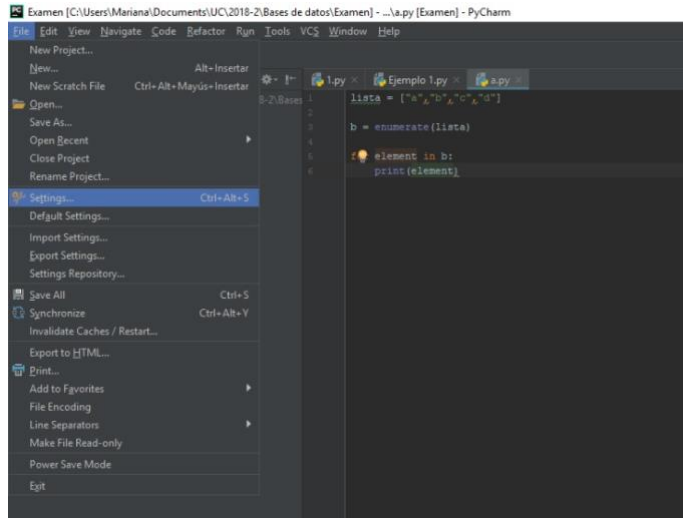 Examen [C:\Users\Mariana\Documents\UC\2018-2\Bases de datos\Examen] - ...\a.py [Examen] - PyCharm
File Edit View Navigate Code Refactor Run Tools VCS Window Help
New Project...
New... Alt+Insertar
New Scratch File Ctrl+Alt+Mayús+Insertar
Open...
Save As...
Open Recent
Close Project
Rename Project...
Settings... Ctrl+Alt+S
Default Settings...
Import Settings...
Export Settings...
Settings Repository...
Save All Ctrl+S
Synchronize Ctrl+Alt+Y
Invalidate Caches / Restart...
Export to HTML...
Print...
Add to Favorites
File Encoding
Line Separators
Make File Read-only
Power Save Mode
Exit
8-2\Bases
1.py Ejemplo 1.py a.py
1 lista = ["a","b","c","d"]
2
3 b = enumerate(lista)
4
5 f element in b:
6 print(element)